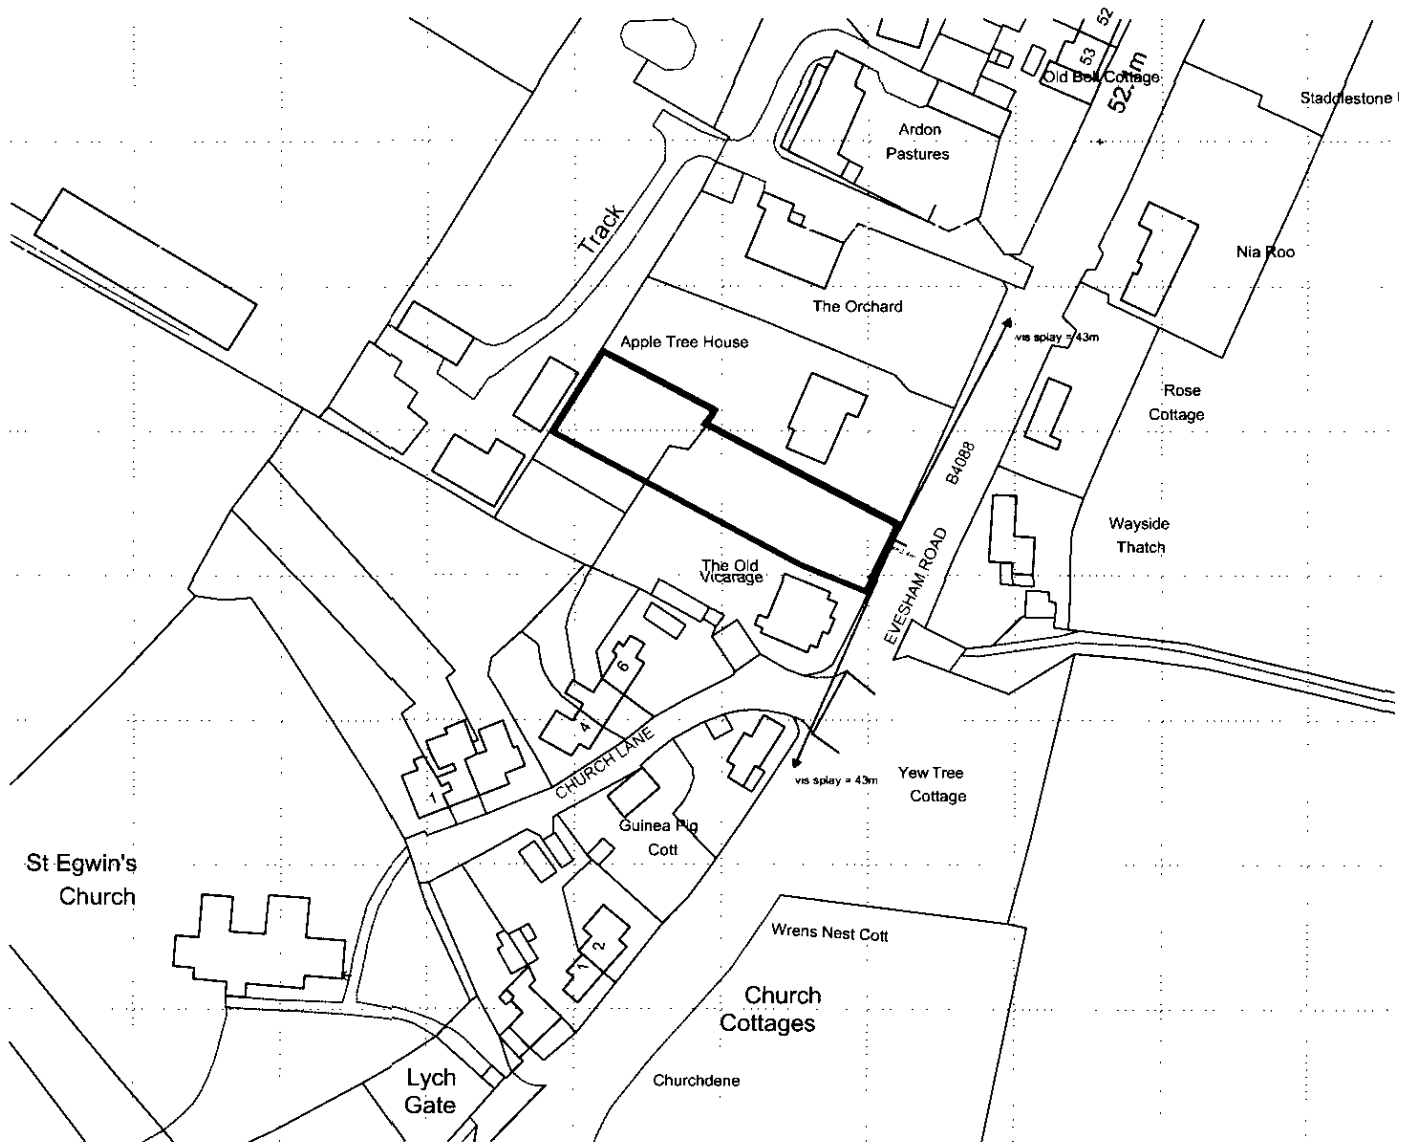 52
53
Old Bell Cottage
52.1m
Staddlestone
Ardon
Pastures
Track
Nia Roo
The Orchard
Apple Tree House
vis splay = 43m
Rose
Cottage
B4088
Wayside
Thatch
EVESHAM ROAD
The Old
Vicarage
6
4
CHURCH LANE
1
vis splay = 43m
Yew Tree
Cottage
Guinea Pig
Cott
St Egwin's
Church
Wrens Nest Cott
2
1
Church
Cottages
Lych
Gate
Churchdene